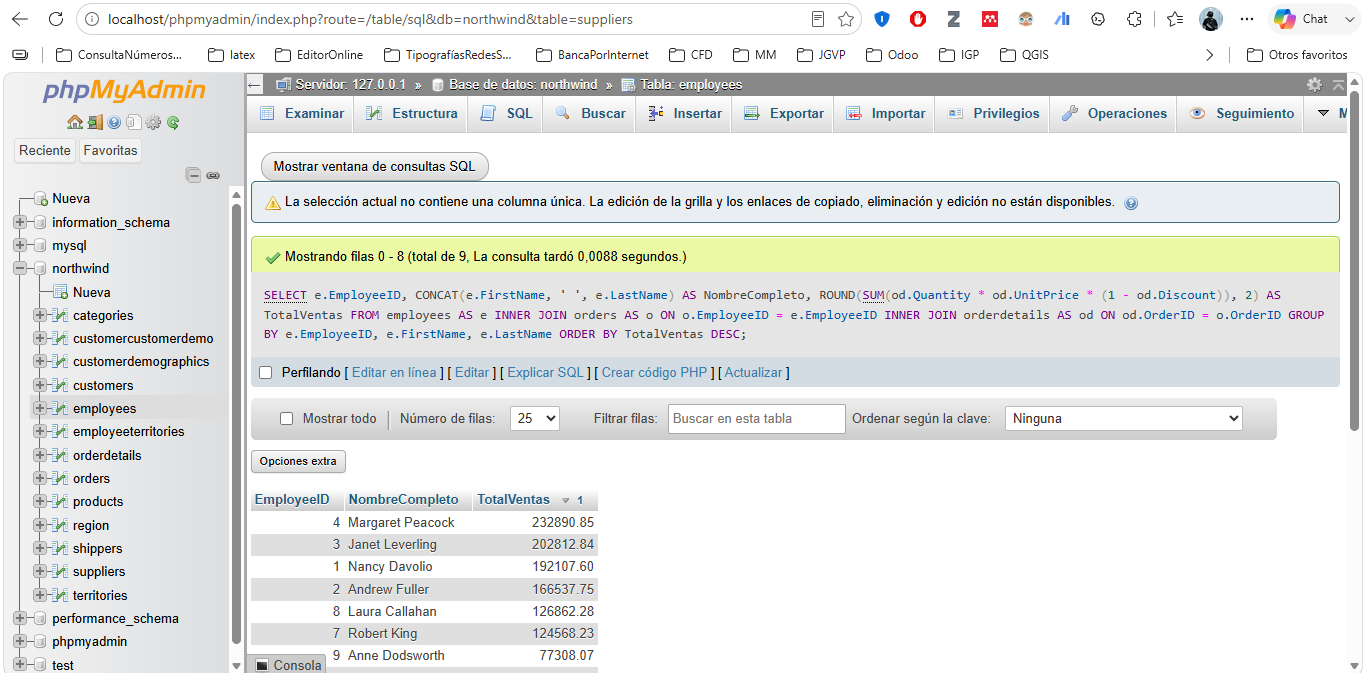 localhost/phpmyadmin/index.php?route=/table/sql&db=northwind&table=suppliers
Chat
ConsultaNúmeros...
latex
EditorOnline
TipografíasRedesS...
BancaPorInternet
CFD
MM
JGVP
Odoo
IGP
QGIS
Otros favoritos
phpMyAdmin
Reciente
Favoritas
Nueva
information_schema
mysql
northwind
Nueva
categories
customercustomerdemo
customerdemographics
customers
employees
employeeterritories
orderdetails
orders
products
region
shippers
suppliers
territories
performance_schema
phpmyadmin
test
Servidor: 127.0.0.1 » Base de datos: northwind » Tabla: employees
Examinar Estructura SQL Buscar Insertar Exportar Importar Privilegios Operaciones Seguimiento M
Mostrar ventana de consultas SQL
La selección actual no contiene una columna única. La edición de la grilla y los enlaces de copiado, eliminación y edición no están disponibles.
Mostrando filas 0 - 8 (total de 9, La consulta tardó 0,0088 segundos.)
SELECT e.EmployeeID, CONCAT(e.FirstName, ' ', e.LastName) AS NombreCompleto, ROUND(SUM(od.Quantity * od.UnitPrice * (1 - od.Discount)), 2) AS
TotalVentas FROM employees AS e INNER JOIN orders AS o ON o.EmployeeID = e.EmployeeID INNER JOIN orderdetails AS od ON od.OrderID = o.OrderID GROUP
BY e.EmployeeID, e.FirstName, e.LastName ORDER BY TotalVentas DESC;
Perfilando [ Editar en línea ] [ Editar ] [ Explicar SQL ] [ Crear código PHP ] [ Actualizar ]
Mostrar todo Número de filas: 25 Filtrar filas: Buscar en esta tabla Ordenar según la clave: Ninguna
Opciones extra
EmployeeID NombreCompleto TotalVentas 1
4 Margaret Peacock 232890.85
3 Janet Leverling 202812.84
1 Nancy Davolio 192107.60
2 Andrew Fuller 166537.75
8 Laura Callahan 126862.28
7 Robert King 124568.23
9 Anne Dodsworth 77308.07
Consola